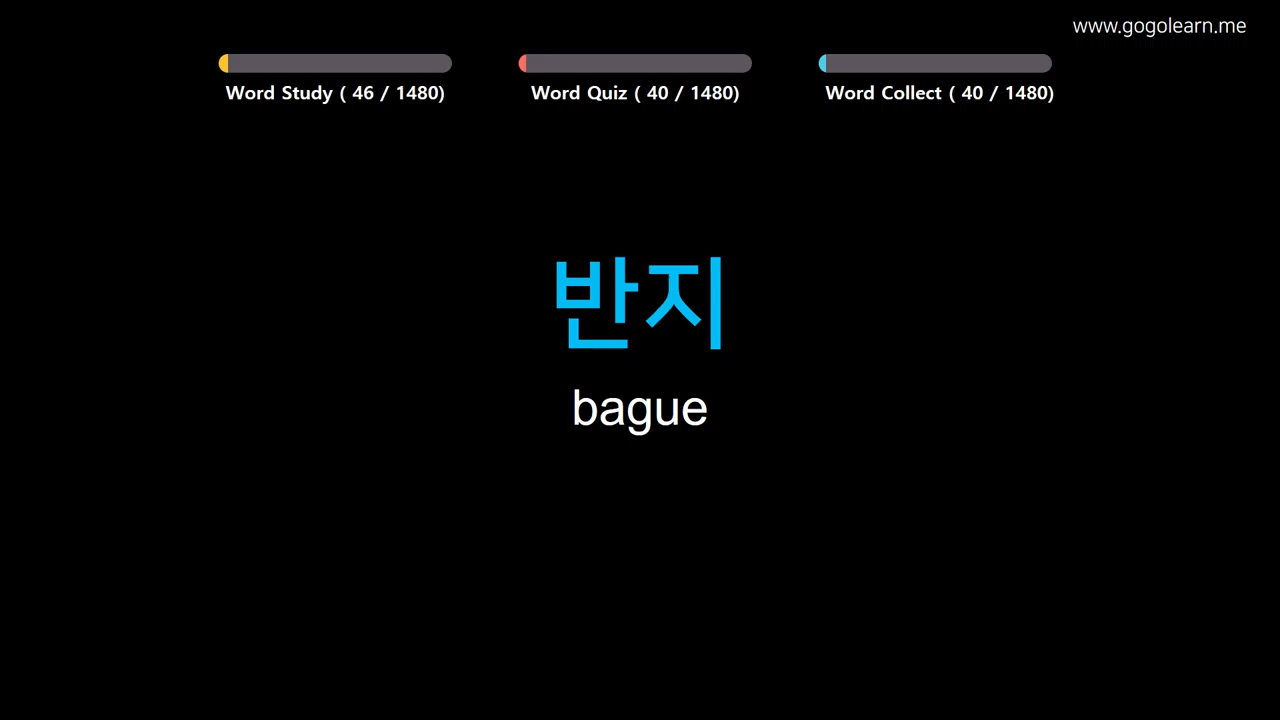 www.gogolearn.me
Word Study ( 46 / 1480)
Word Quiz ( 40 / 1480)
Word Collect ( 40 / 1480)
반지
bague